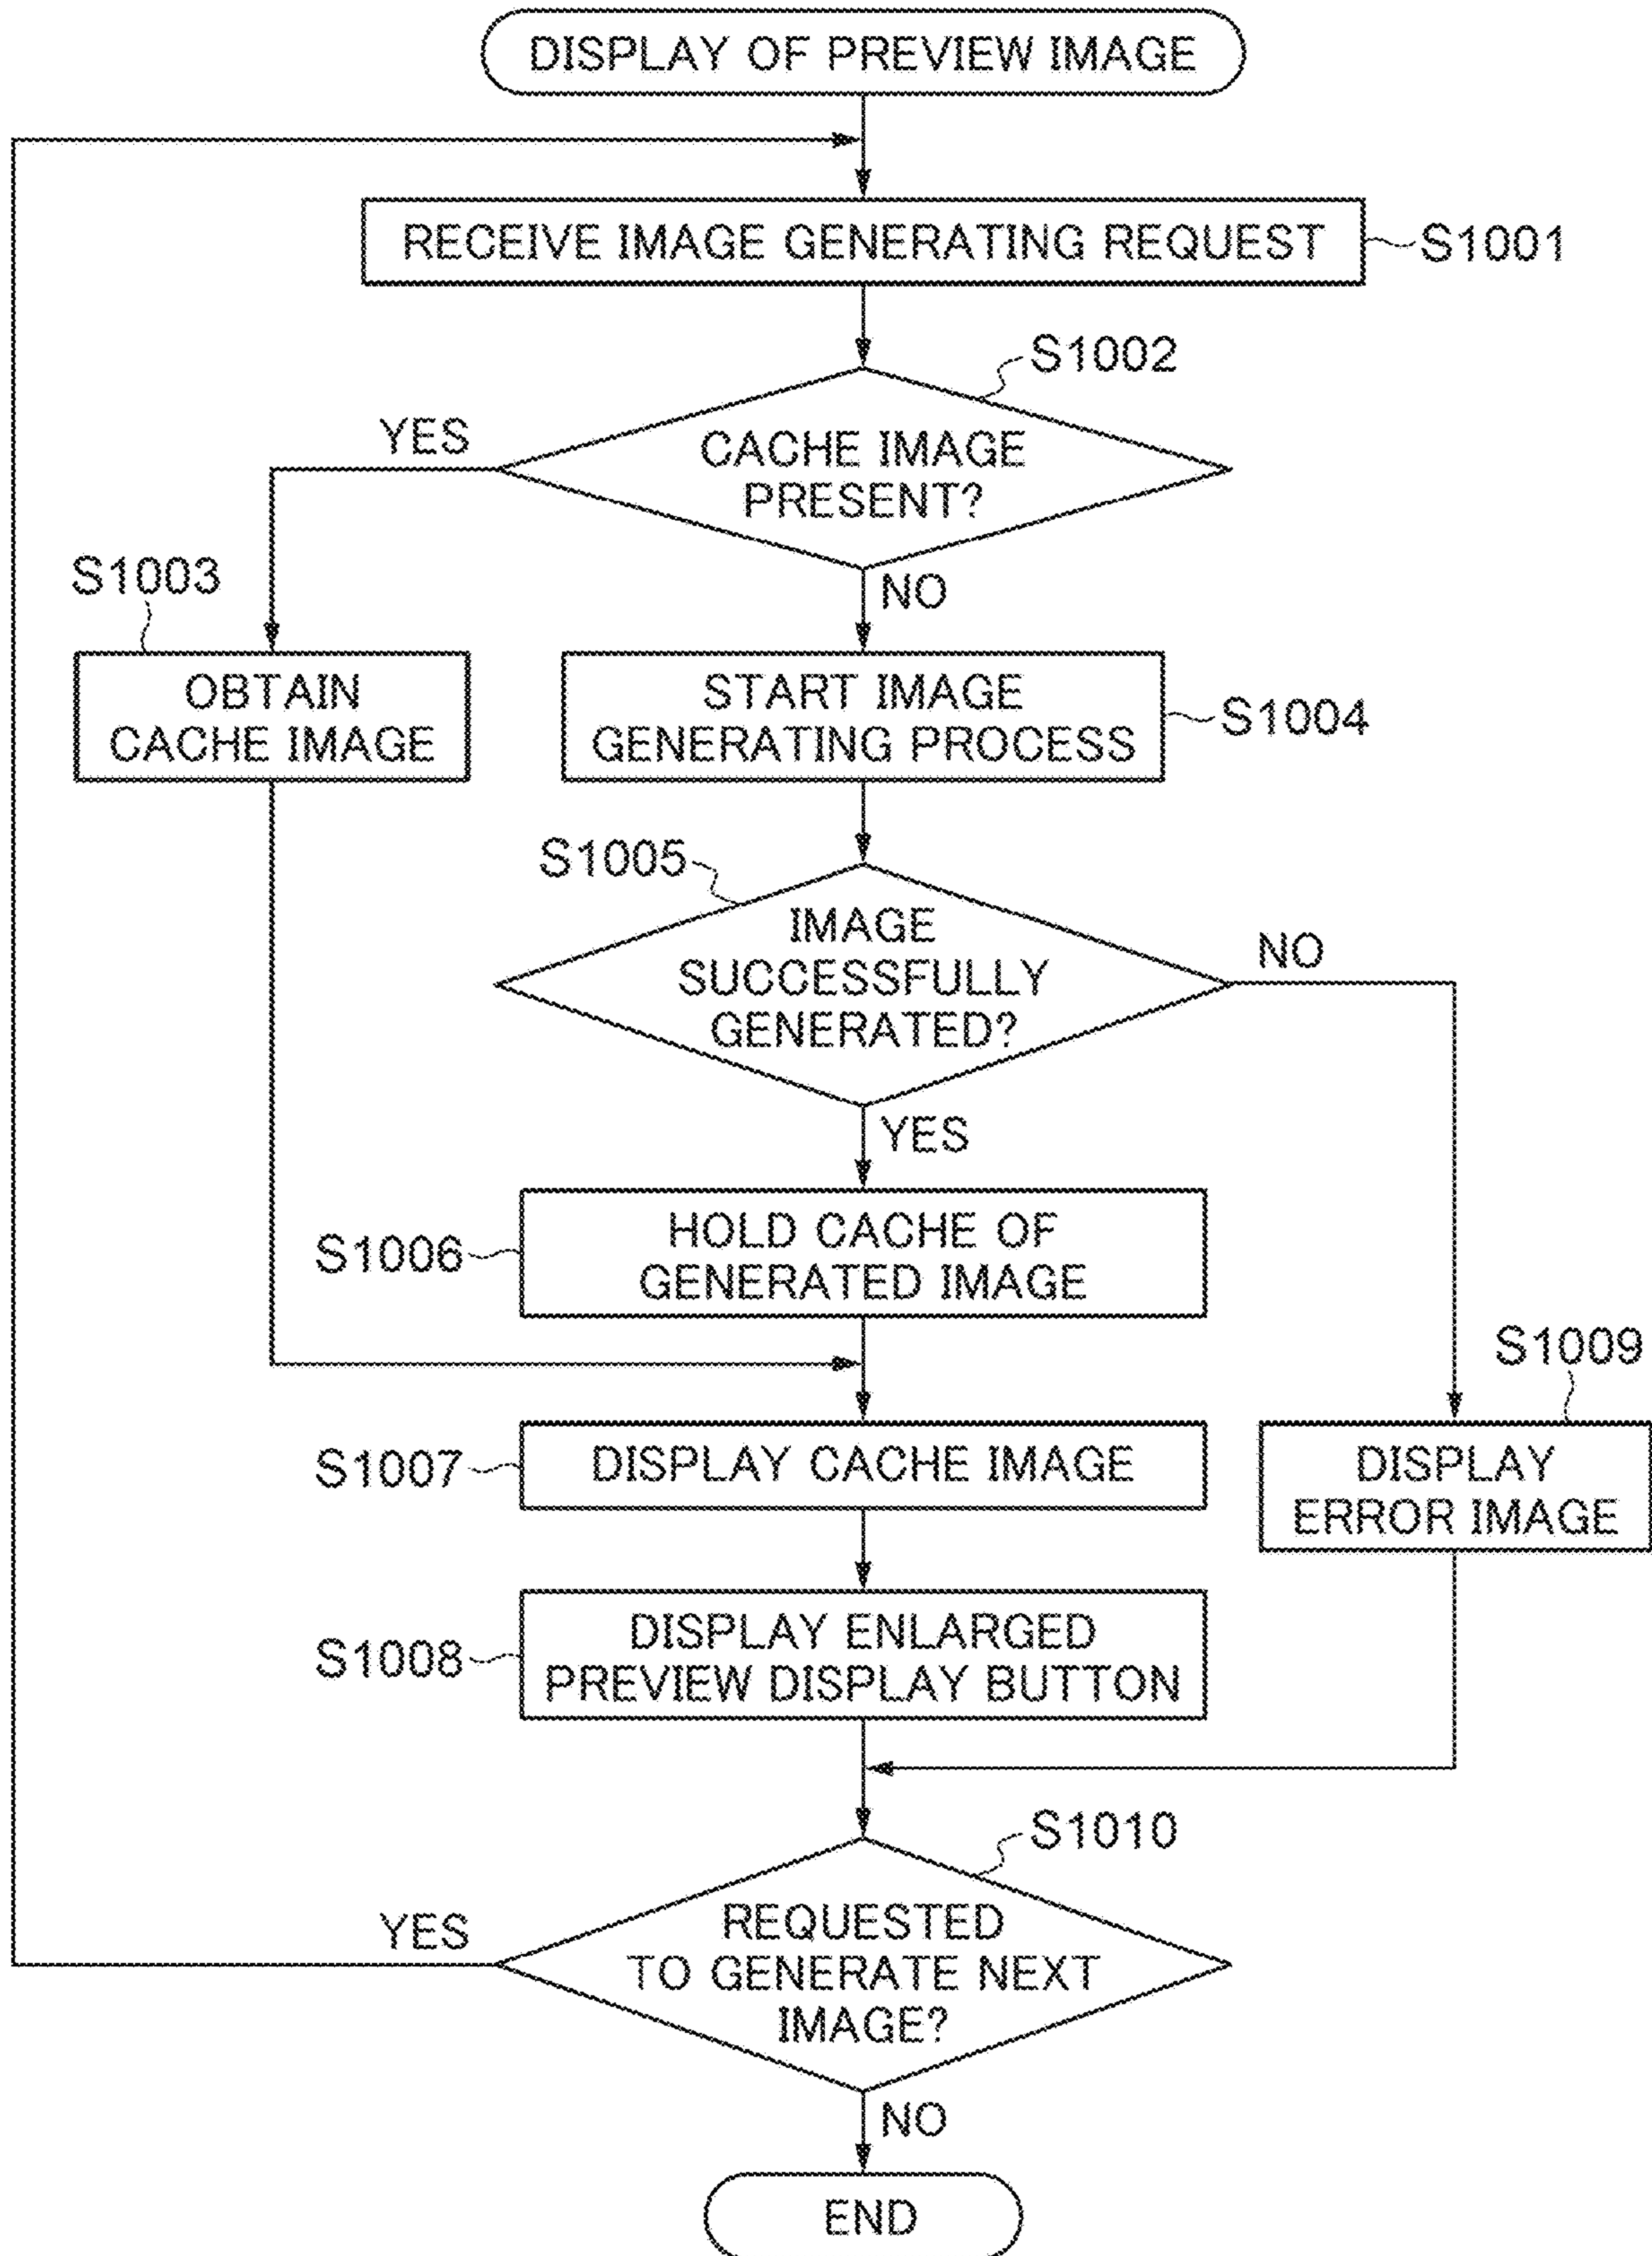 DISPLAY OF PREVIEW IMAGE
RECEIVE IMAGE GENERATING REQUEST
S1001
S1002
YES
CACHE IMAGE
PRESENT?
NO
S1003
OBTAIN
CACHE IMAGE
START IMAGE
GENERATING PROCESS
S1004
S1005
IMAGE
SUCCESSFULLY
GENERATED?
NO
YES
S1006
HOLD CACHE OF
GENERATED IMAGE
S1009
S1007
DISPLAY CACHE IMAGE
DISPLAY
ERROR IMAGE
S1008
DISPLAY ENLARGED
PREVIEW DISPLAY BUTTON
S1010
YES
REQUESTED
TO GENERATE NEXT
IMAGE?
NO
END